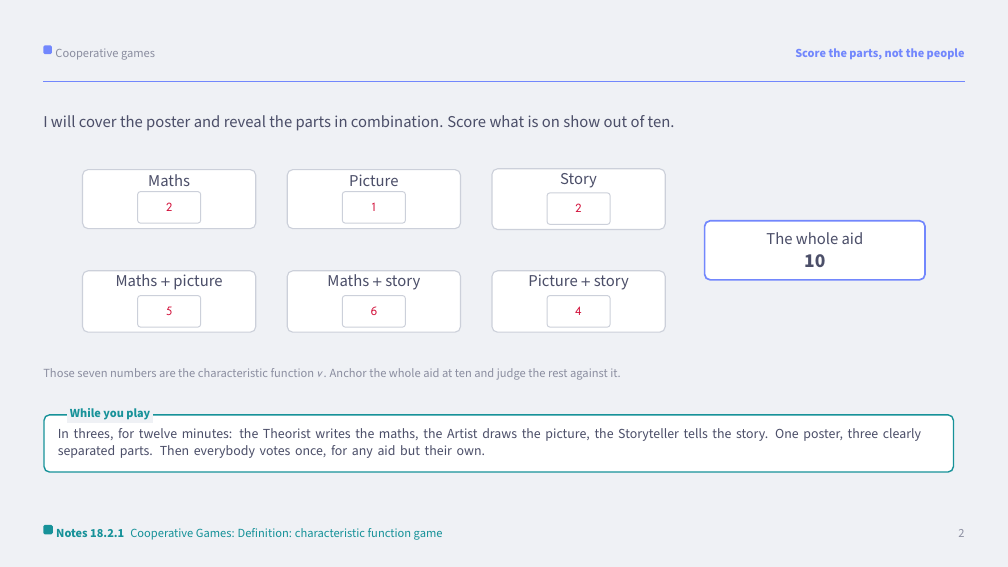 Cooperative games
Score the parts, not the people
I will cover the poster and reveal the parts in combination. Score what is on show out of ten.
Maths
2
Picture
1
Story
2
The whole aid
10
Maths + picture
5
Maths + story
6
Picture + story
4
Those seven numbers are the characteristic function v. Anchor the whole aid at ten and judge the rest against it.
While you play
In threes, for twelve minutes: the Theorist writes the maths, the Artist draws the picture, the Storyteller tells the story. One poster, three clearly
separated parts. Then everybody votes once, for any aid but their own.
Notes 18.2.1 Cooperative Games: Definition: characteristic function game
2